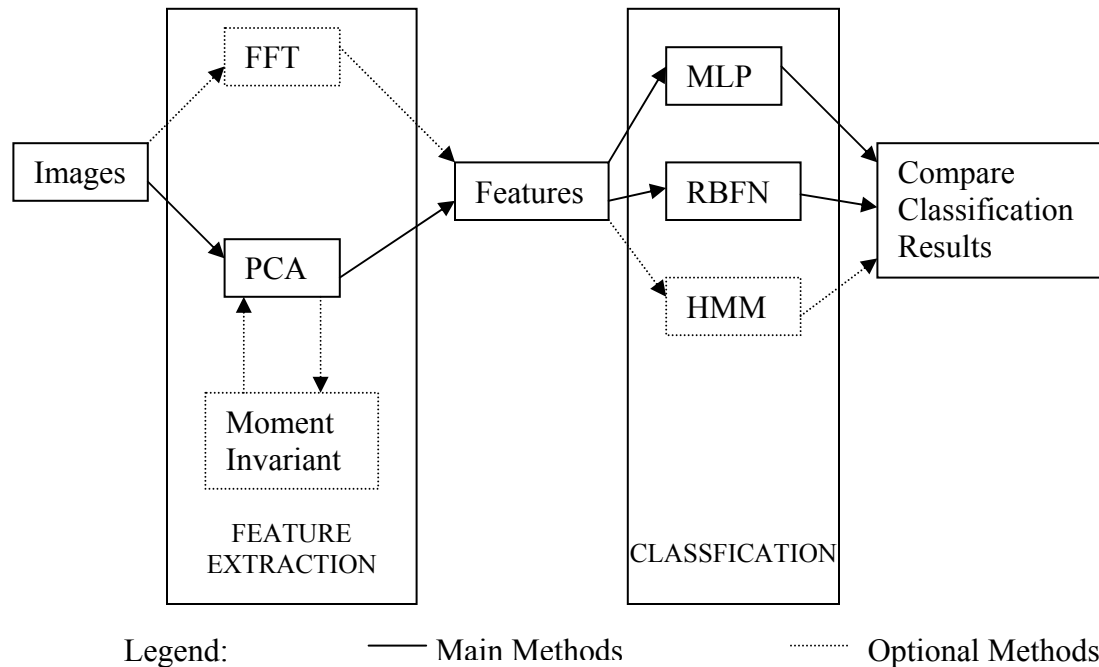 FFT
Images
PCA
Moment
Invariant
FEATURE
EXTRACTION
Features
MLP
RBFN
HMM
CLASSFICATION
Compare
Classification
Results
Legend: Main Methods Optional Methods